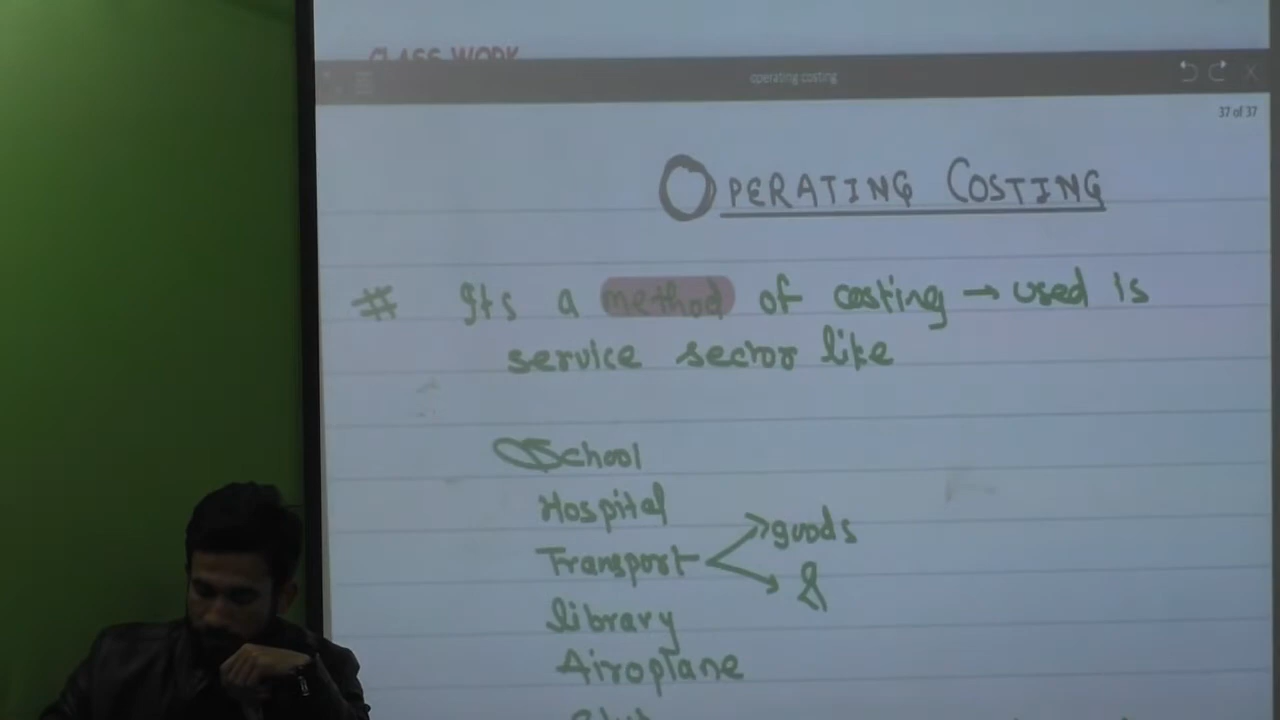 CLASS WORK
operating costing
37 of 37
OPERATING COSTING
# Its a method of costing → used is
service sector like
School
Hospital
Transport → goods
→
library
Airoplane